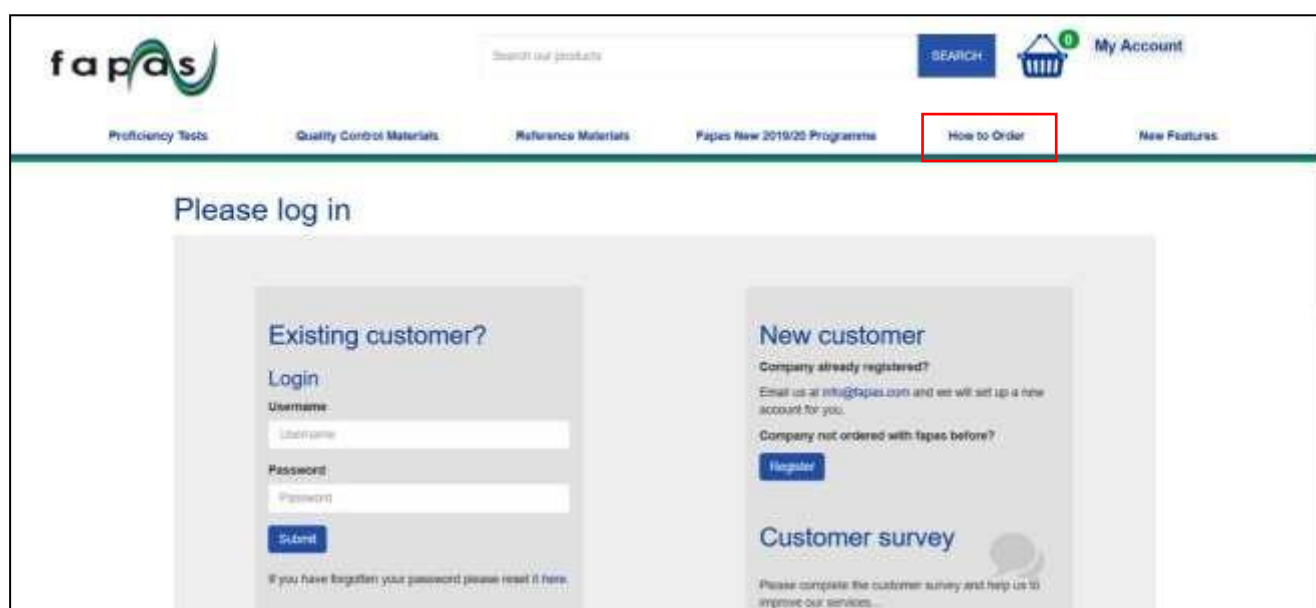 fapas
Search our products
SEARCH
0
My Account
Proficiency Tests
Quality Control Materials
Reference Materials
Fapas New 2019/20 Programme
How to Order
New Features
Please log in
Existing customer?
Login
Username
Username
Password
Password
Submit
If you have forgotten your password please reset it here.
New customer
Company already registered?
Email us at info@fapas.com and we will set up a new
account for you.
Company not ordered with fapas before?
Register
Customer survey
Please complete the customer survey and help us to
improve our services...